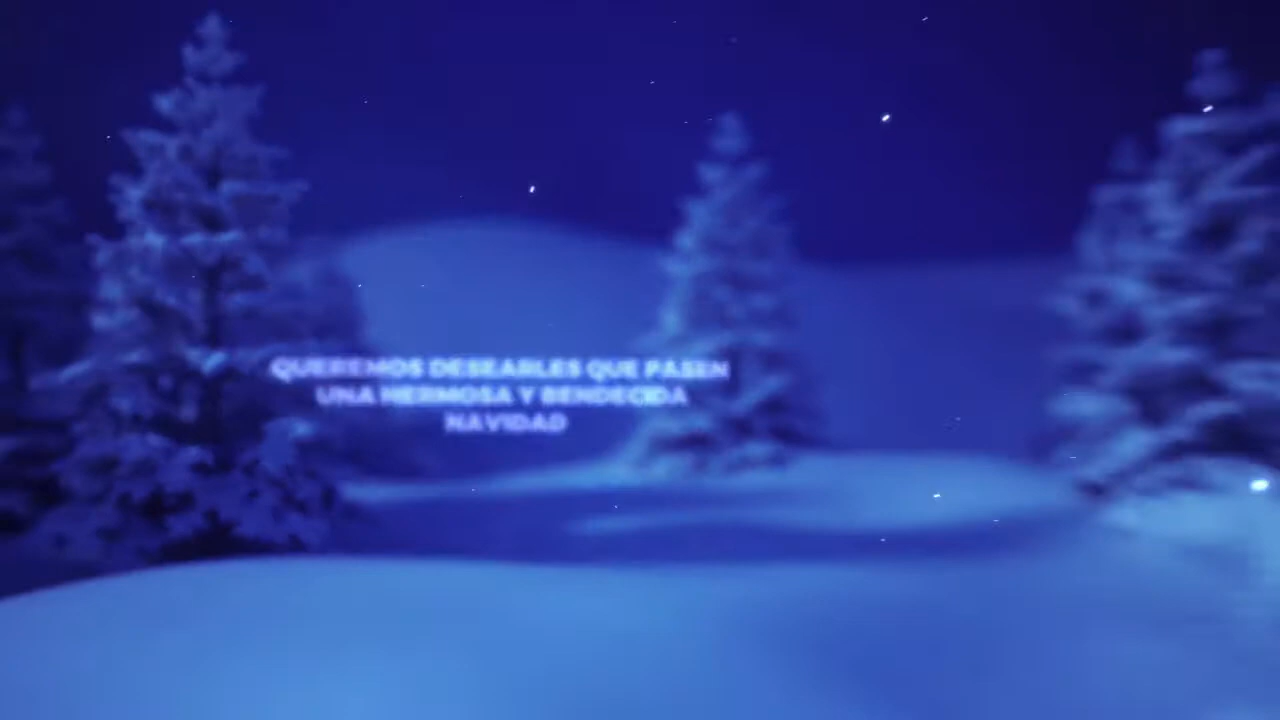 QUEREMOS DESEARLES QUE PASEN
UNA HERMOSA Y BENDECIDA
NAVIDAD